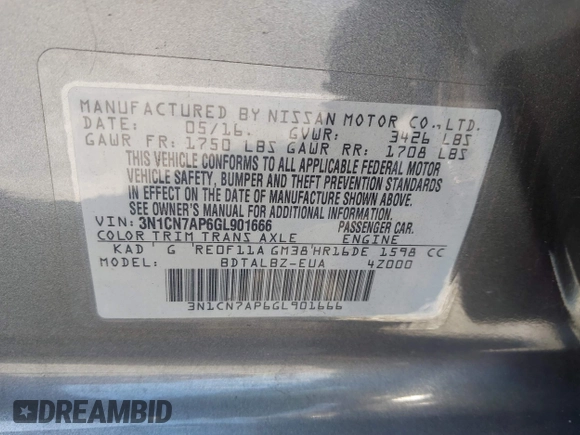 MANUFACTURED BY NISSAN MOTOR CO., LTD.
DATE: 05/16. GVWR: 3426 LBS
GAWR FR: 1750 LBS GAWR RR: 1708 LBS
THIS VEHICLE CONFORMS TO ALL APPLICABLE FEDERAL MOTOR
VEHICLE SAFETY, BUMPER AND THEFT PREVENTION STANDARDS
IN EFFECT ON THE DATE OF MANUFACTURE SHOWN ABOVE.
SEE OWNER'S MANUAL FOR ADDITIONAL INFORMATION.
VIN: 3N1CN7AP6GL901666 PASSENGER CAR.
COLOR TRIM TRANS AXLE ENGINE
KAD ' G ' RE0F11A GM38'HR16DE 1598 CC
MODEL: BDTALBZ-EUA 4Z000
3N1CN7AP6GL901666
DREAMBID